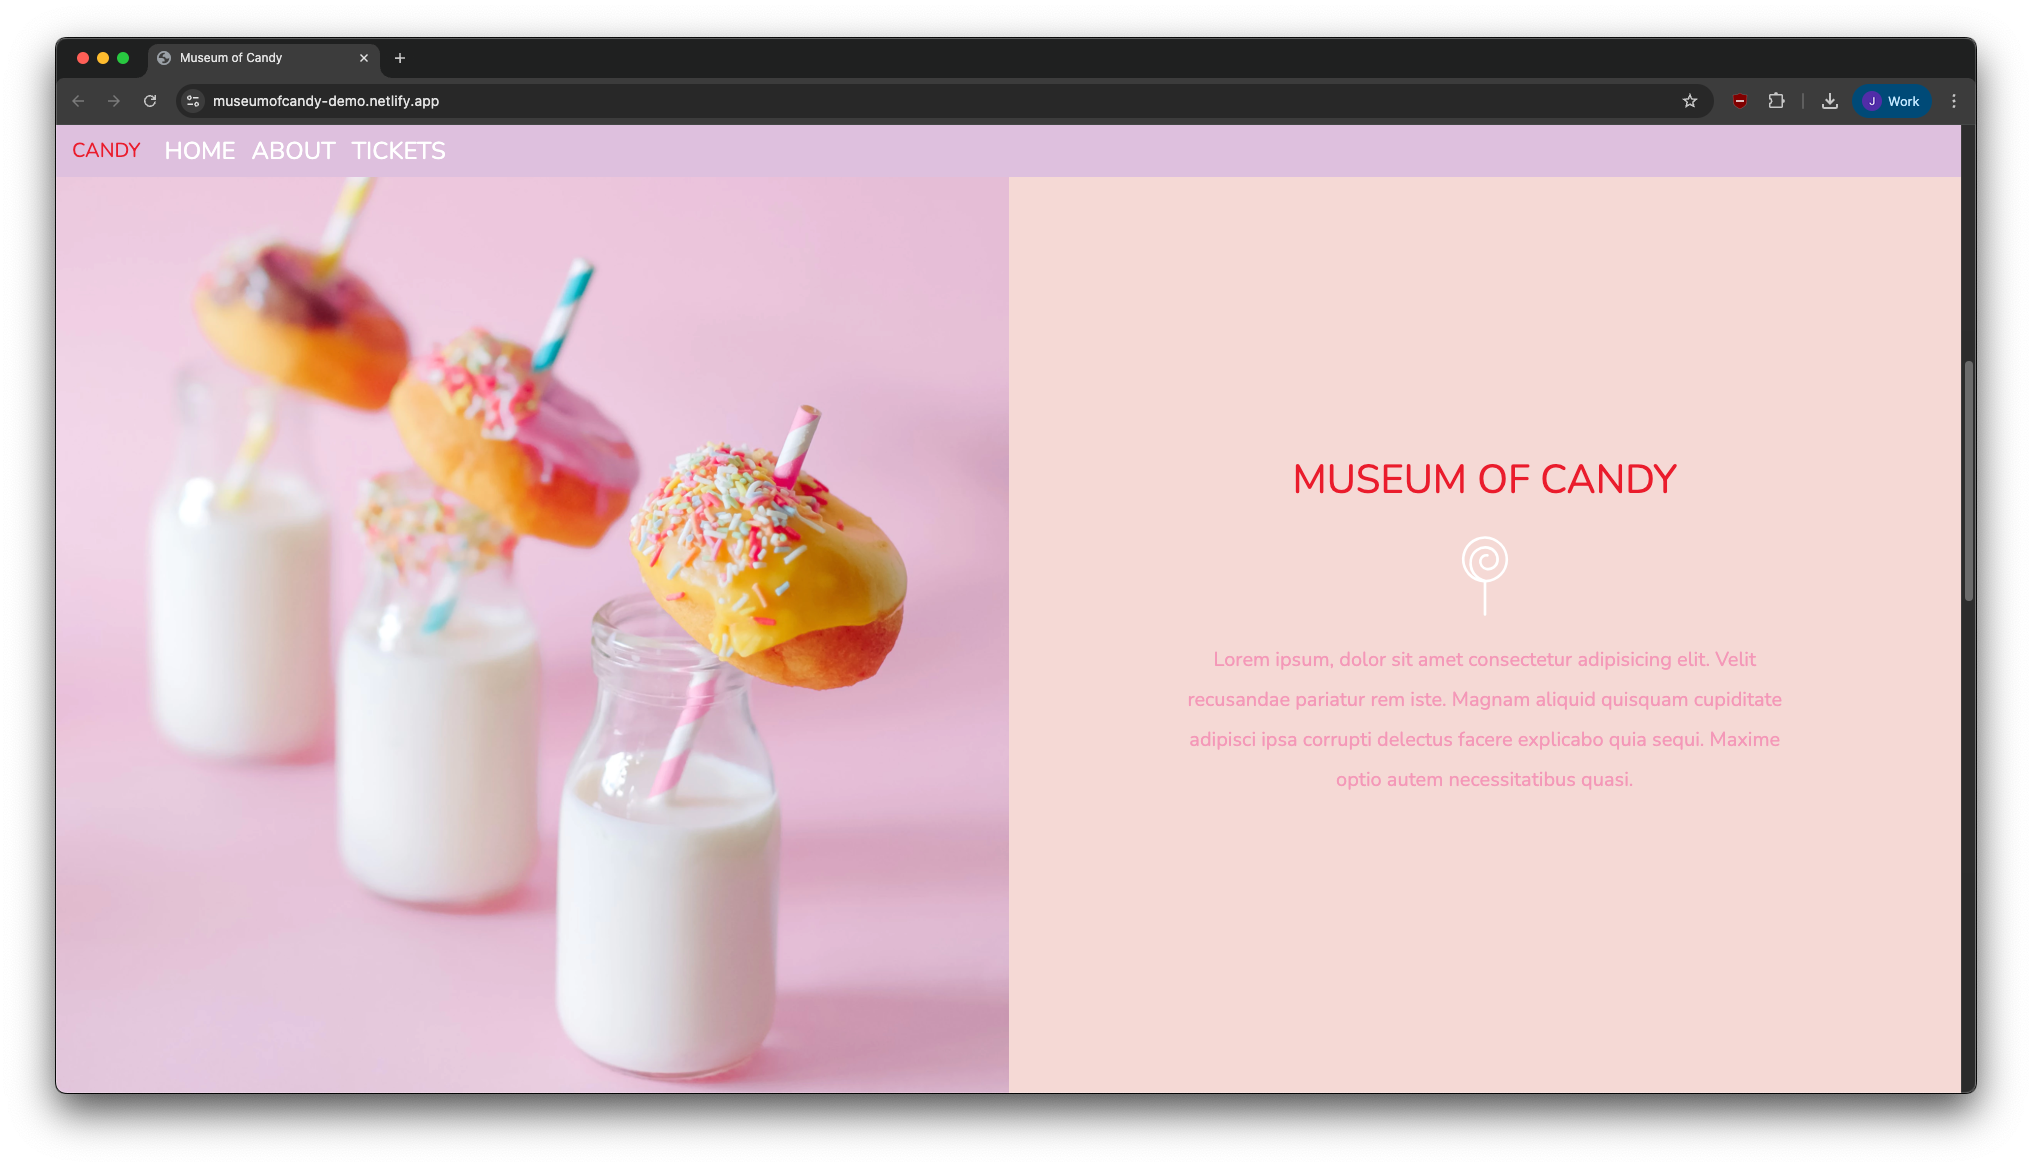 Museum of Candy
museumofcandy-demo.netlify.app
J Work
CANDY HOME ABOUT TICKETS
MUSEUM OF CANDY
Lorem ipsum, dolor sit amet consectetur adipisicing elit. Velit
recusandae pariatur rem iste. Magnam aliquid quisquam cupiditate
adipisci ipsa corrupti delectus facere explicabo quia sequi. Maxime
optio autem necessitatibus quasi.